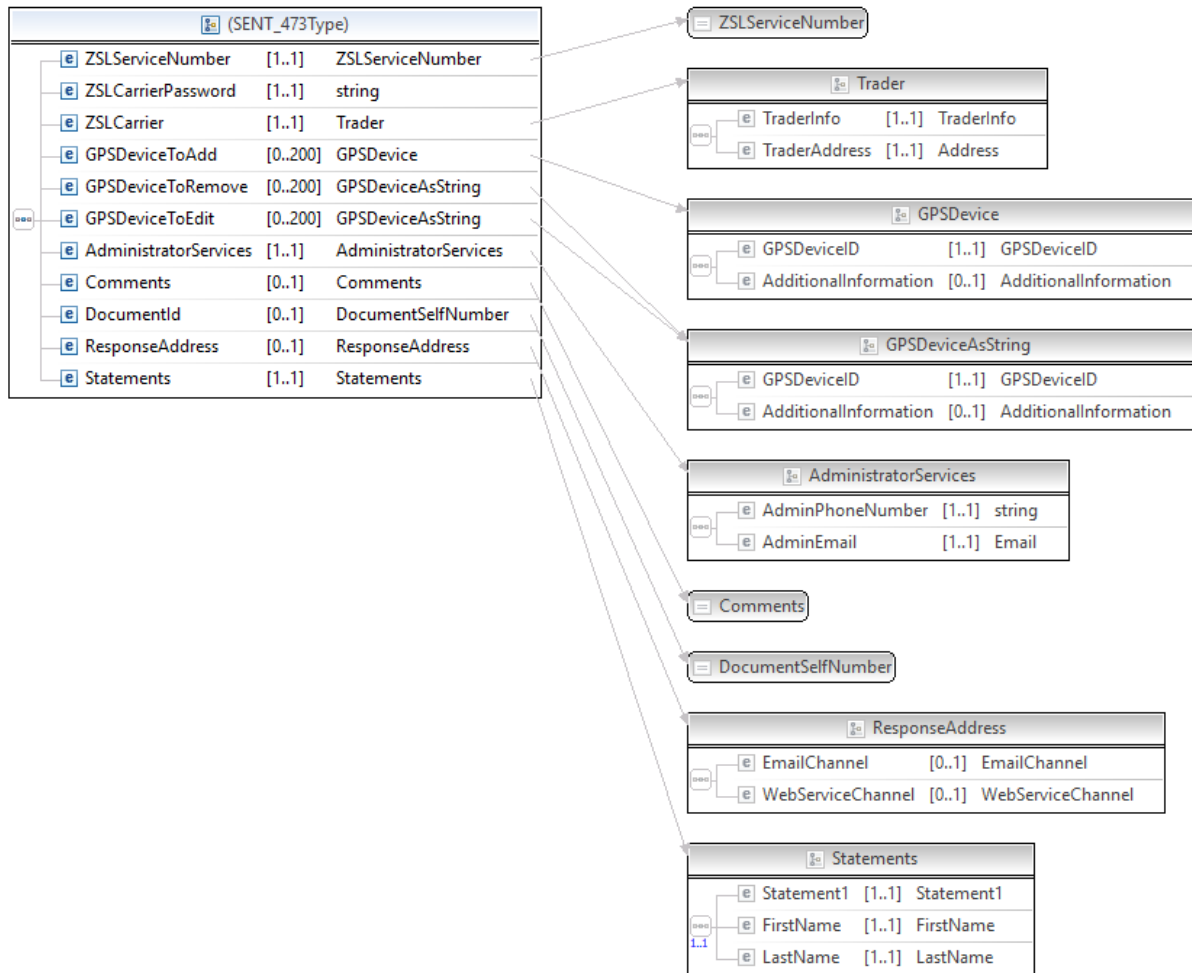 (SENT_473Type)
e ZSLServiceNumber [1..1] ZSLServiceNumber
e ZSLCarrierPassword [1..1] string
e ZSLCarrier [1..1] Trader
e GPSDeviceToAdd [0..200] GPSDevice
e GPSDeviceToRemove [0..200] GPSDeviceAsString
e GPSDeviceToEdit [0..200] GPSDeviceAsString
e AdministratorServices [1..1] AdministratorServices
e Comments [0..1] Comments
e DocumentId [0..1] DocumentSelfNumber
e ResponseAddress [0..1] ResponseAddress
e Statements [1..1] Statements
ZSLServiceNumber
Trader
e TraderInfo [1..1] TraderInfo
e TraderAddress [1..1] Address
GPSDevice
e GPSDeviceID [1..1] GPSDeviceID
e AdditionalInformation [0..1] AdditionalInformation
GPSDeviceAsString
e GPSDeviceID [1..1] GPSDeviceID
e AdditionalInformation [0..1] AdditionalInformation
AdministratorServices
e AdminPhoneNumber [1..1] string
e AdminEmail [1..1] Email
Comments
DocumentSelfNumber
ResponseAddress
e EmailChannel [0..1] EmailChannel
e WebServiceChannel [0..1] WebServiceChannel
Statements
e Statement1 [1..1] Statement1
e FirstName [1..1] FirstName
1..1
e LastName [1..1] LastName